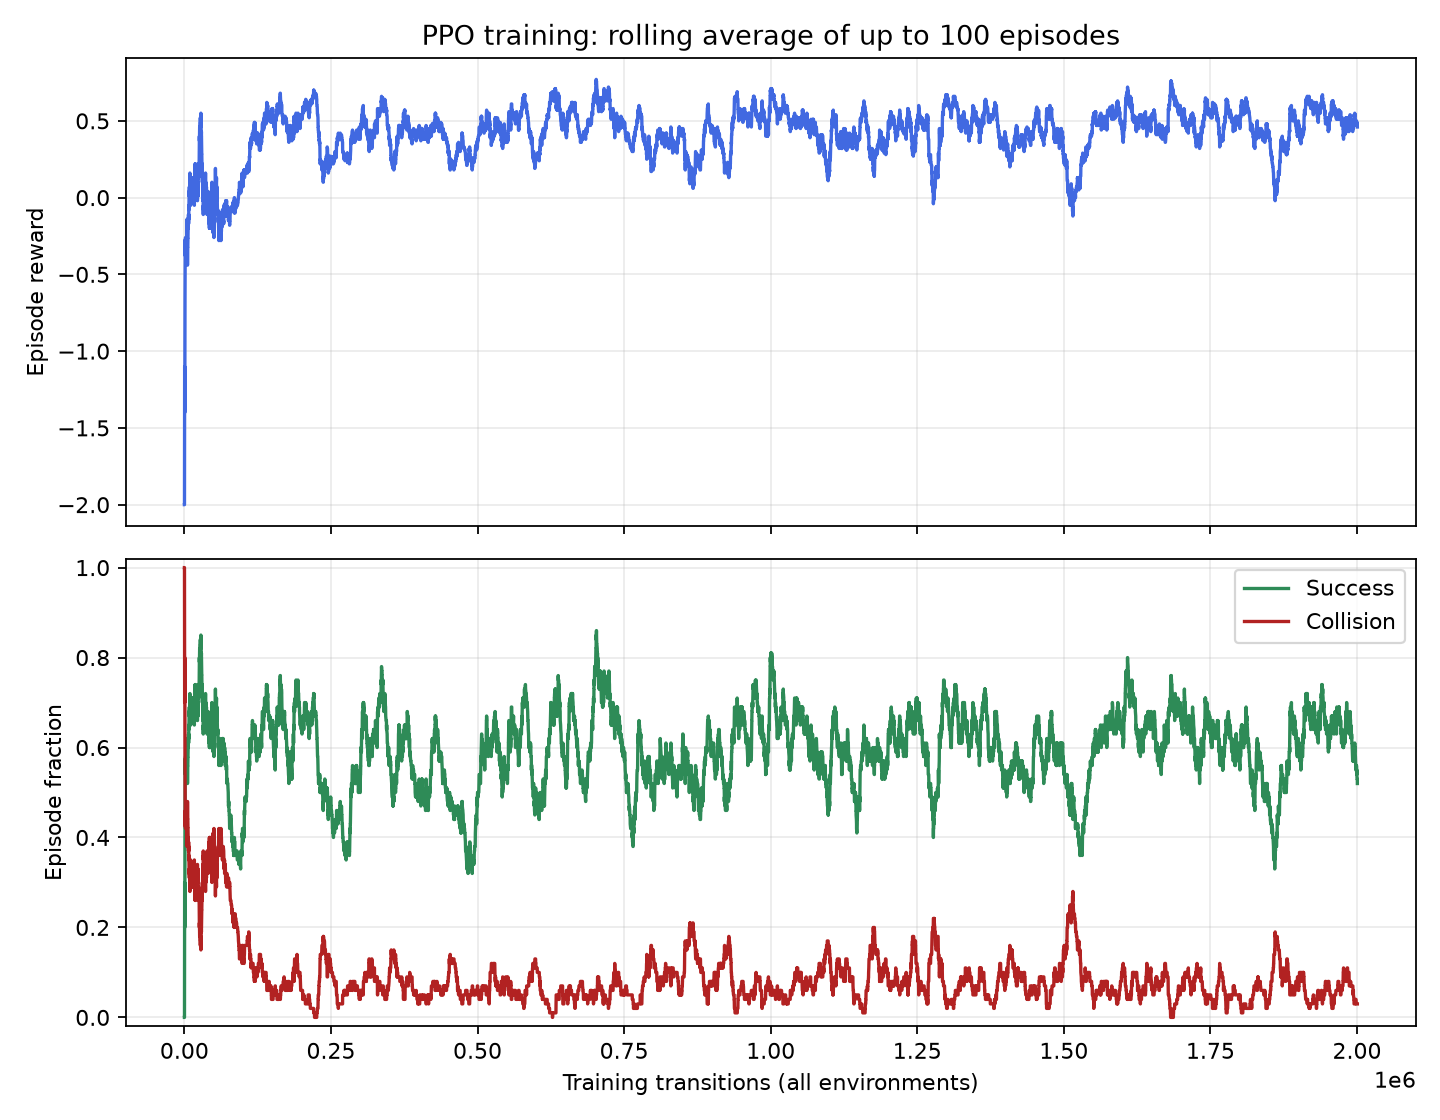 PPO training: rolling average of up to 100 episodes
0.5
0.0
−0.5
−1.0
−1.5
−2.0
Episode reward
1.0
0.8
0.6
0.4
0.2
0.0
Episode fraction
Success
Collision
0.00 0.25 0.50 0.75 1.00 1.25 1.50 1.75 2.00
1e6
Training transitions (all environments)